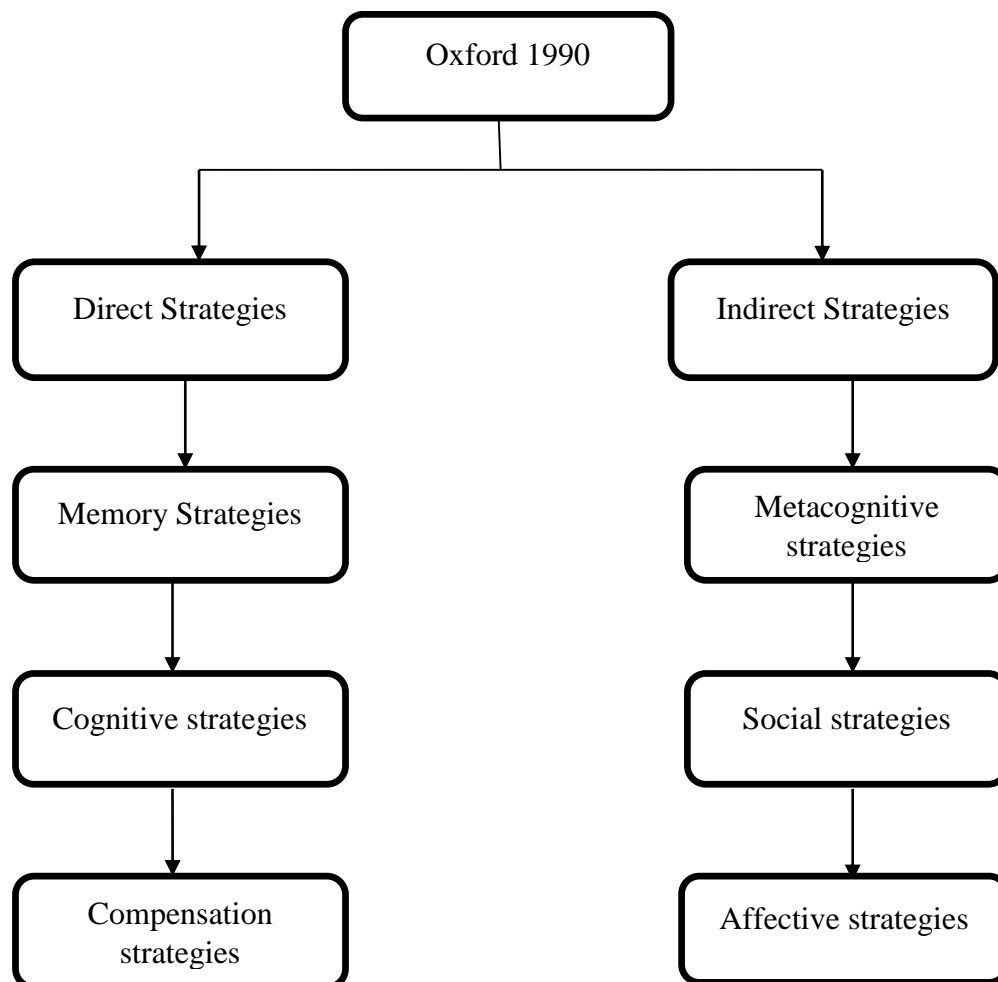 Oxford 1990
Direct Strategies
Indirect Strategies
Memory Strategies
Metacognitive
strategies
Cognitive strategies
Social strategies
Compensation
strategies
Affective strategies